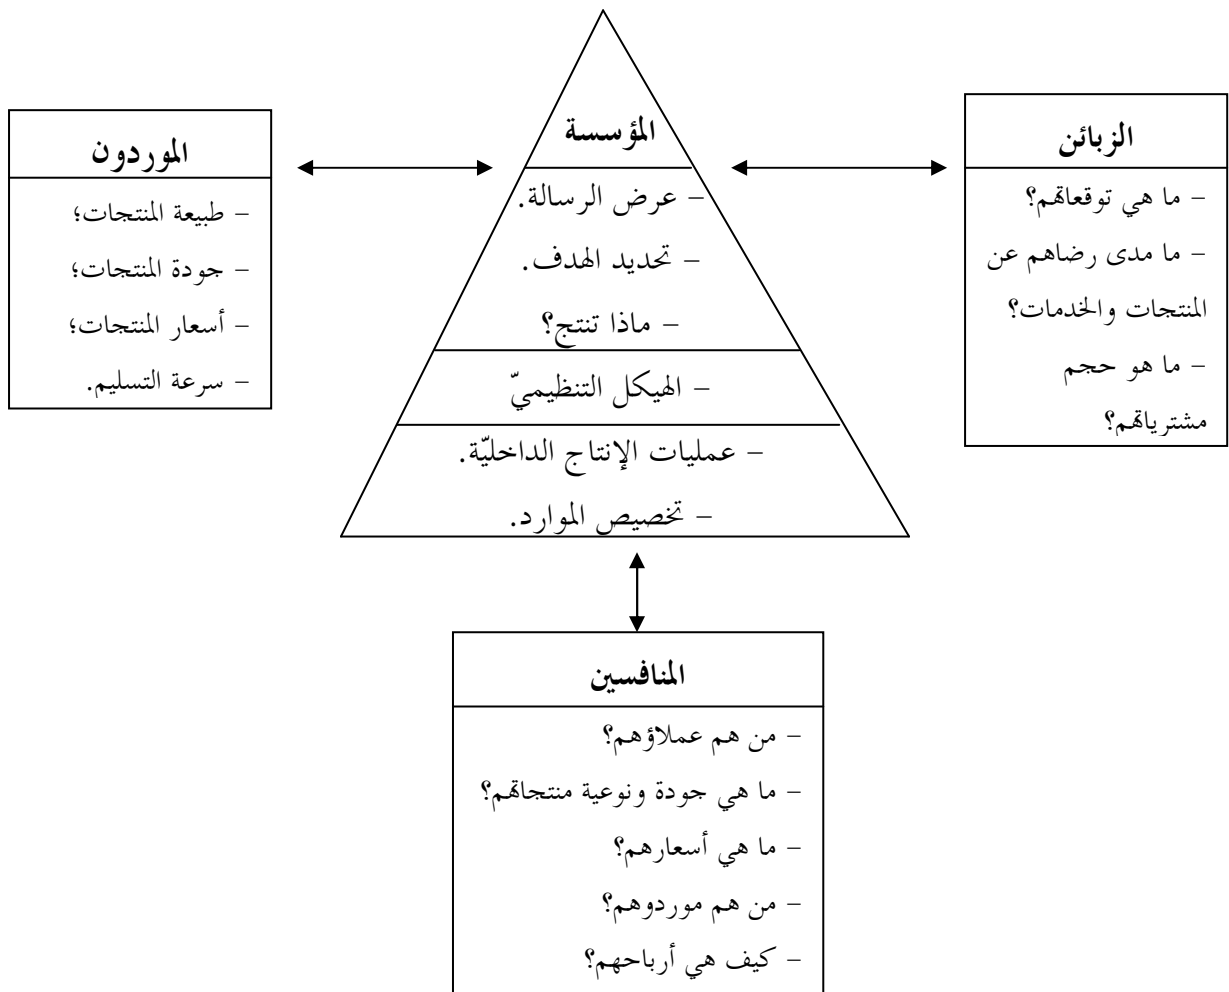 المؤسسة
– عرض الرسالة.
– تحديد الهدف.
– ماذا تنتج؟
– الهيكل التنظيميّ
– عمليات الإنتاج الداخليّة.
– تخصيص الموارد.
الزبائن
– ما هي توقعاتهم؟
– ما مدى رضاهم عن
المنتجات والخدمات؟
– ما هو حجم
مشترياتهم؟
الموردون
– طبيعة المنتجات؛
– جودة المنتجات؛
– أسعار المنتجات؛
– سرعة التسليم.
المنافسين
– من هم عملاؤهم؟
– ما هي جودة ونوعية منتجاتهم؟
– ما هي أسعارهم؟
– من هم موردوهم؟
– كيف هي أرباحهم؟